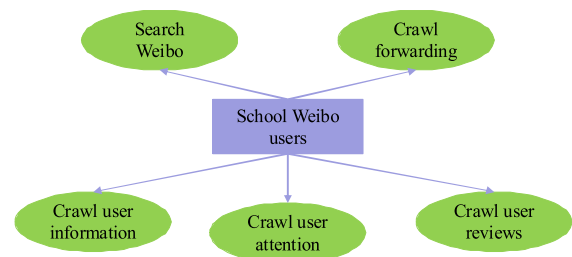 Search
Weibo
Crawl
forwarding
School Weibo
users
Crawl user
information
Crawl user
attention
Crawl user
reviews